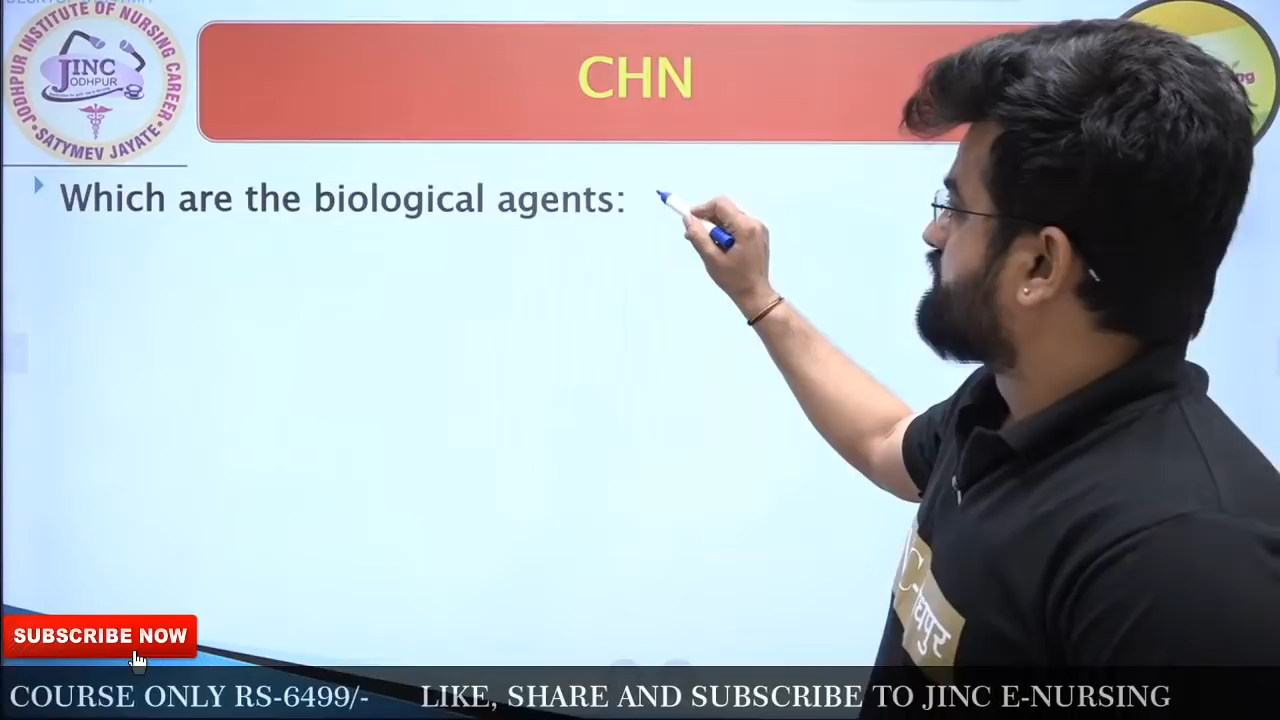 JODHPUR INSTITUTE OF NURSING CAREER
JINC
JODHPUR
• SATYMEV JAYATE •
CHN
Which are the biological agents:
घपुर
SUBSCRIBE NOW
COURSE ONLY RS-6499/- LIKE, SHARE AND SUBSCRIBE TO JINC E-NURSING